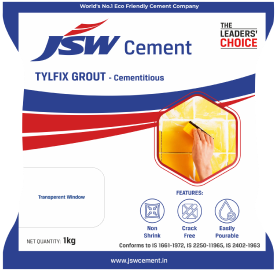 World's No.1 Eco Friendly Cement Company
JSW Cement
THE
LEADERS'
CHOICE
TYLFIX GROUT - Cementitious
Transparent Window
FEATURES:
Non
Shrink
Crack
Free
Easily
Pourable
NET QUANTITY: 1kg
Conforms to IS 1661-1972, IS 2250-11965, IS 2402-1963
www.jswcement.in